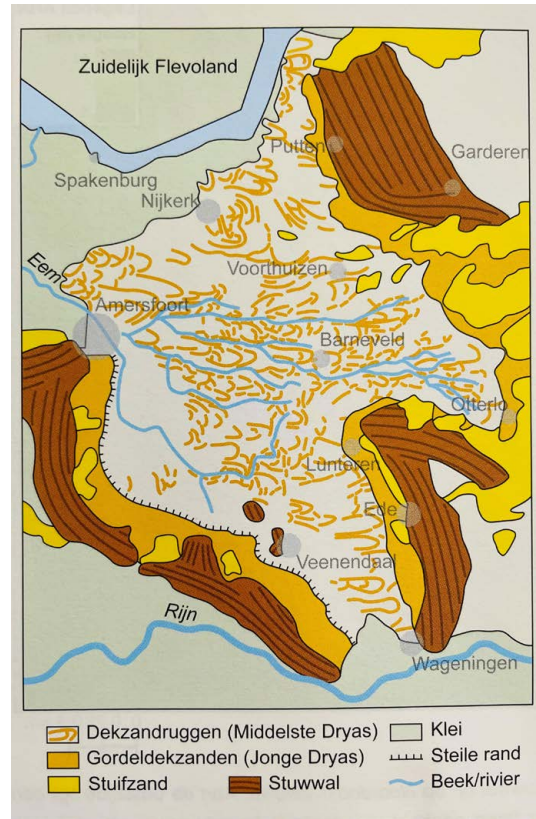 Zuidelijk Flevoland
Putten
Garderen
Spakenburg
Nijkerk
Eem
Voorthuizen
Amersfoort
Barneveld
Otterlo
Lunteren
Ede
Veenendaal
Rijn
Wageningen
Dekzandruggen (Middelste Dryas)
Klei
Gordeldekzanden (Jonge Dryas)
Steile rand
Stuifzand
Stuwwal
Beek/rivier